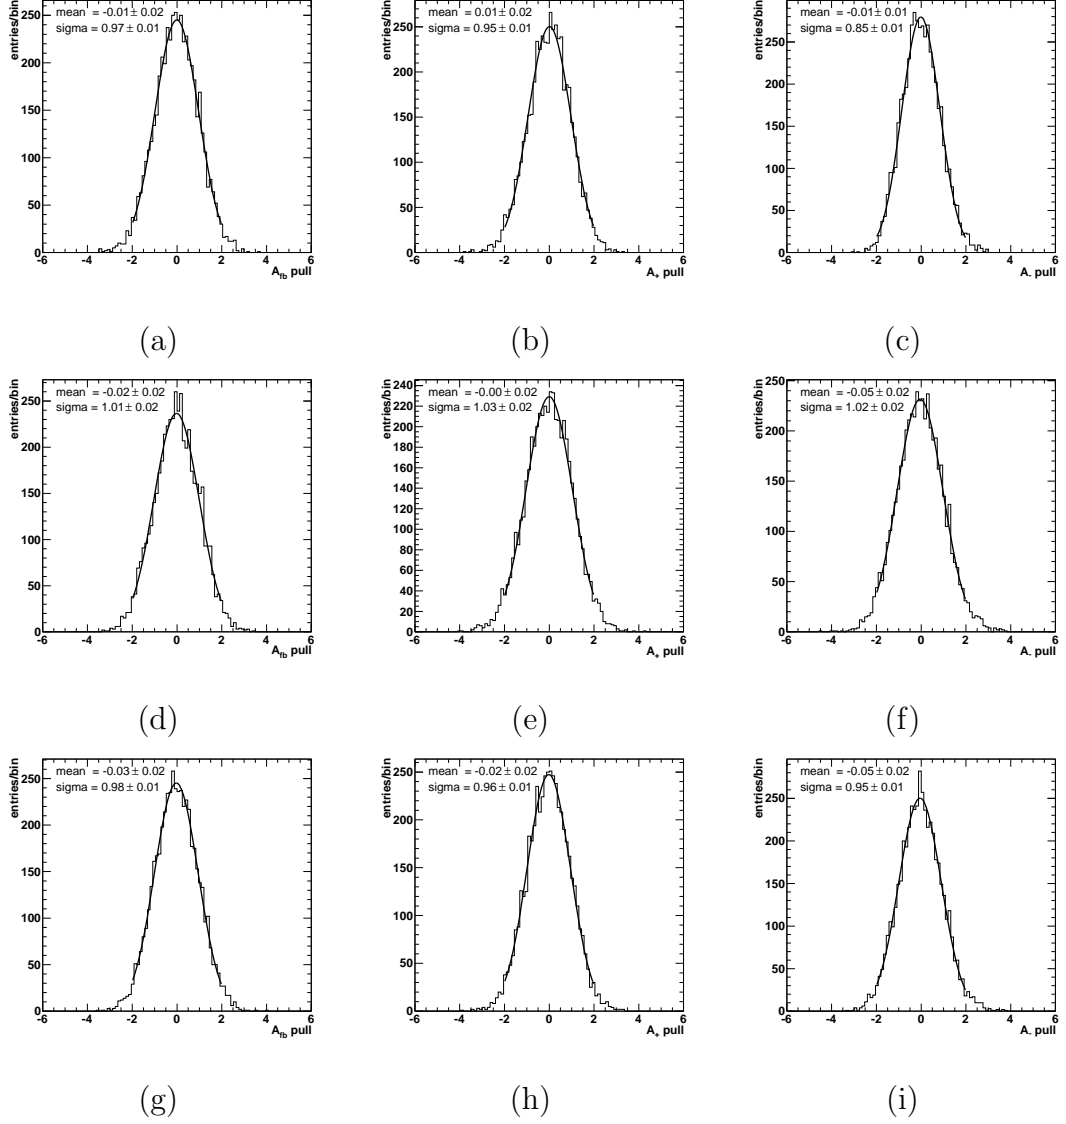 mean = -0.01 ± 0.02
sigma = 0.97 ± 0.01
entries/bin
250
200
150
100
50
0
-6 -4 -2 0 2 4 6
A_fb pull
(a)
mean = 0.01 ± 0.02
sigma = 0.95 ± 0.01
entries/bin
250
200
150
100
50
0
-6 -4 -2 0 2 4 6
A_+ pull
(b)
mean = -0.01 ± 0.01
sigma = 0.85 ± 0.01
entries/bin
250
200
150
100
50
0
-6 -4 -2 0 2 4 6
A_- pull
(c)
mean = -0.02 ± 0.02
sigma = 1.01 ± 0.02
entries/bin
250
200
150
100
50
0
-6 -4 -2 0 2 4 6
A_fb pull
(d)
mean = -0.00 ± 0.02
sigma = 1.03 ± 0.02
entries/bin
240
220
200
180
160
140
120
100
80
60
40
20
0
-6 -4 -2 0 2 4 6
A_+ pull
(e)
mean = -0.05 ± 0.02
sigma = 1.02 ± 0.02
entries/bin
250
200
150
100
50
0
-6 -4 -2 0 2 4 6
A_- pull
(f)
mean = -0.03 ± 0.02
sigma = 0.98 ± 0.01
entries/bin
250
200
150
100
50
0
-6 -4 -2 0 2 4 6
A_fb pull
(g)
mean = -0.02 ± 0.02
sigma = 0.96 ± 0.01
entries/bin
250
200
150
100
50
0
-6 -4 -2 0 2 4 6
A_+ pull
(h)
mean = -0.05 ± 0.02
sigma = 0.95 ± 0.01
entries/bin
250
200
150
100
50
0
-6 -4 -2 0 2 4 6
A_- pull
(i)